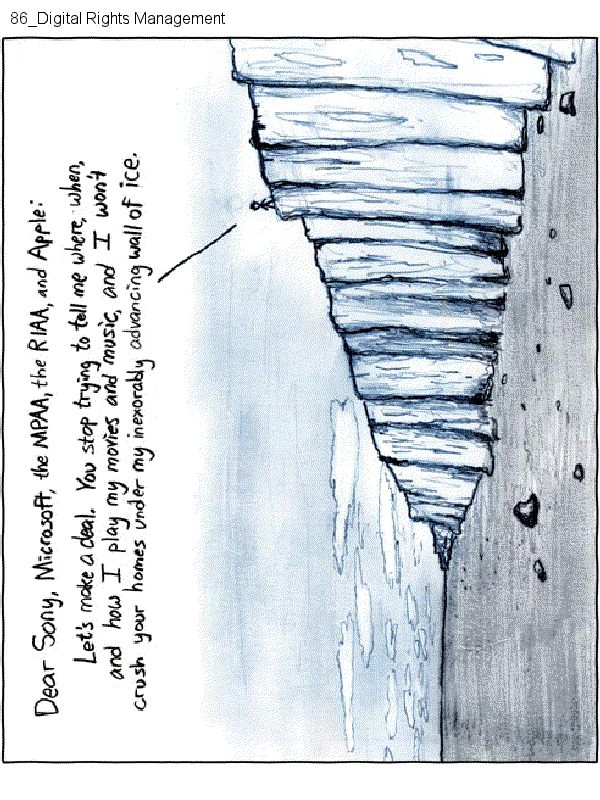 86_Digital Rights Management
Dear Sony, Microsoft, the MPAA, the RIAA, and Apple:
Let's make a deal. You stop trying to tell me where, when,
and how I play my movies and music, and I won't
crush your homes under my inexorably advancing wall of ice.